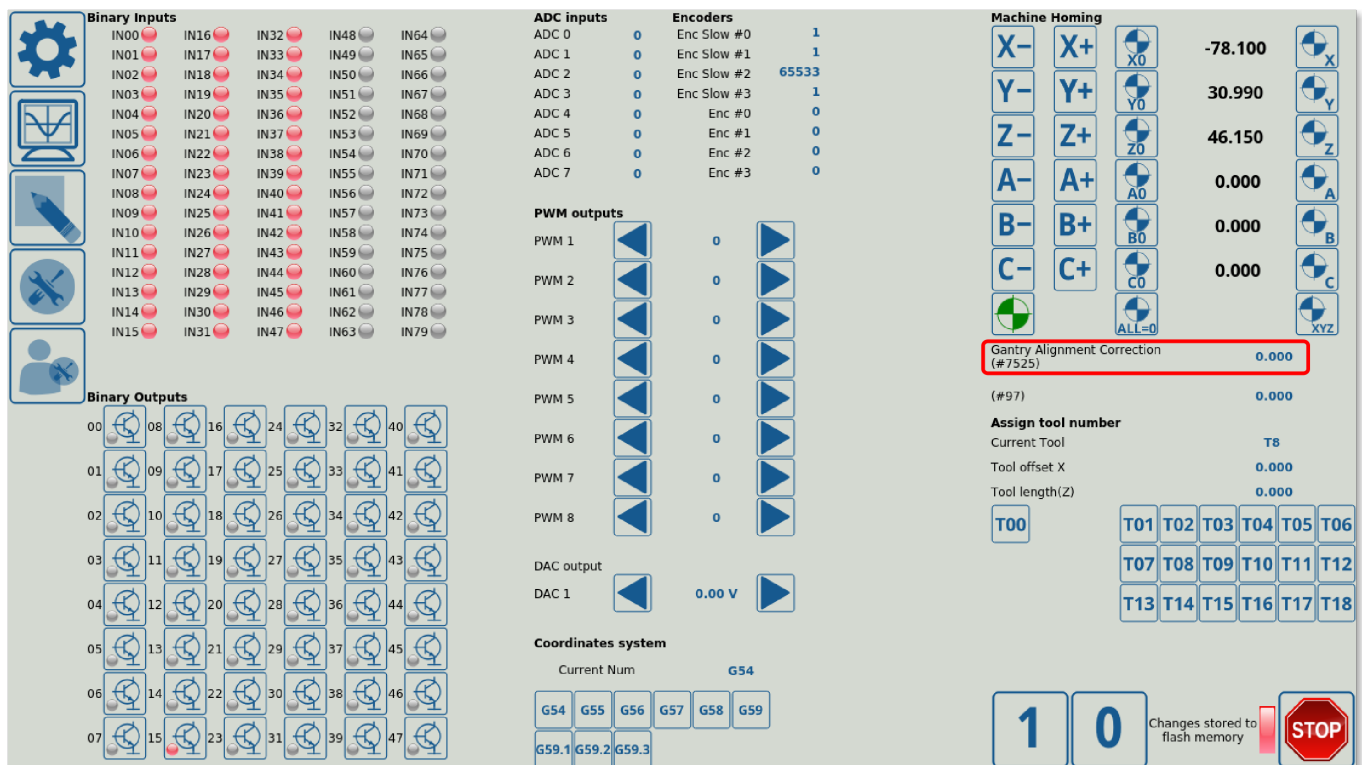 Binary Inputs
IN00 IN16 IN32 IN48 IN64
IN01 IN17 IN33 IN49 IN65
IN02 IN18 IN34 IN50 IN66
IN03 IN19 IN35 IN51 IN67
IN04 IN20 IN36 IN52 IN68
IN05 IN21 IN37 IN53 IN69
IN06 IN22 IN38 IN54 IN70
IN07 IN23 IN39 IN55 IN71
IN08 IN24 IN40 IN56 IN72
IN09 IN25 IN41 IN57 IN73
IN10 IN26 IN42 IN58 IN74
IN11 IN27 IN43 IN59 IN75
IN12 IN28 IN44 IN60 IN76
IN13 IN29 IN45 IN61 IN77
IN14 IN30 IN46 IN62 IN78
IN15 IN31 IN47 IN63 IN79
Binary Outputs
00 08 16 24 32 40
01 09 17 25 33 41
02 10 18 26 34 42
03 11 19 27 35 43
04 12 20 28 36 44
05 13 21 29 37 45
06 14 22 30 38 46
07 15 23 31 39 47
ADC inputs Encoders
ADC 0 0 Enc Slow #0 1
ADC 1 0 Enc Slow #1 1
ADC 2 0 Enc Slow #2 65533
ADC 3 0 Enc Slow #3 1
ADC 4 0 Enc #0 0
ADC 5 0 Enc #1 0
ADC 6 0 Enc #2 0
ADC 7 0 Enc #3 0
PWM outputs
PWM 1 0
PWM 2 0
PWM 3 0
PWM 4 0
PWM 5 0
PWM 6 0
PWM 7 0
PWM 8 0
DAC output
DAC 1 0.00 V
Coordinates system
Current Num G54
G54 G55 G56 G57 G58 G59
G59.1 G59.2 G59.3
Machine Homing
X- X+ X0 -78.100 X
Y- Y+ Y0 30.990 Y
Z- Z+ Z0 46.150 Z
A- A+ A0 0.000 A
B- B+ B0 0.000 B
C- C+ C0 0.000 C
ALL=0 XYZ
Gantry Alignment Correction
(#7525) 0.000
(#97) 0.000
Assign tool number
Current Tool T8
Tool offset X 0.000
Tool length(Z) 0.000
T00 T01 T02 T03 T04 T05 T06
T07 T08 T09 T10 T11 T12
T13 T14 T15 T16 T17 T18
1 0 Changes stored to
flash memory
STOP